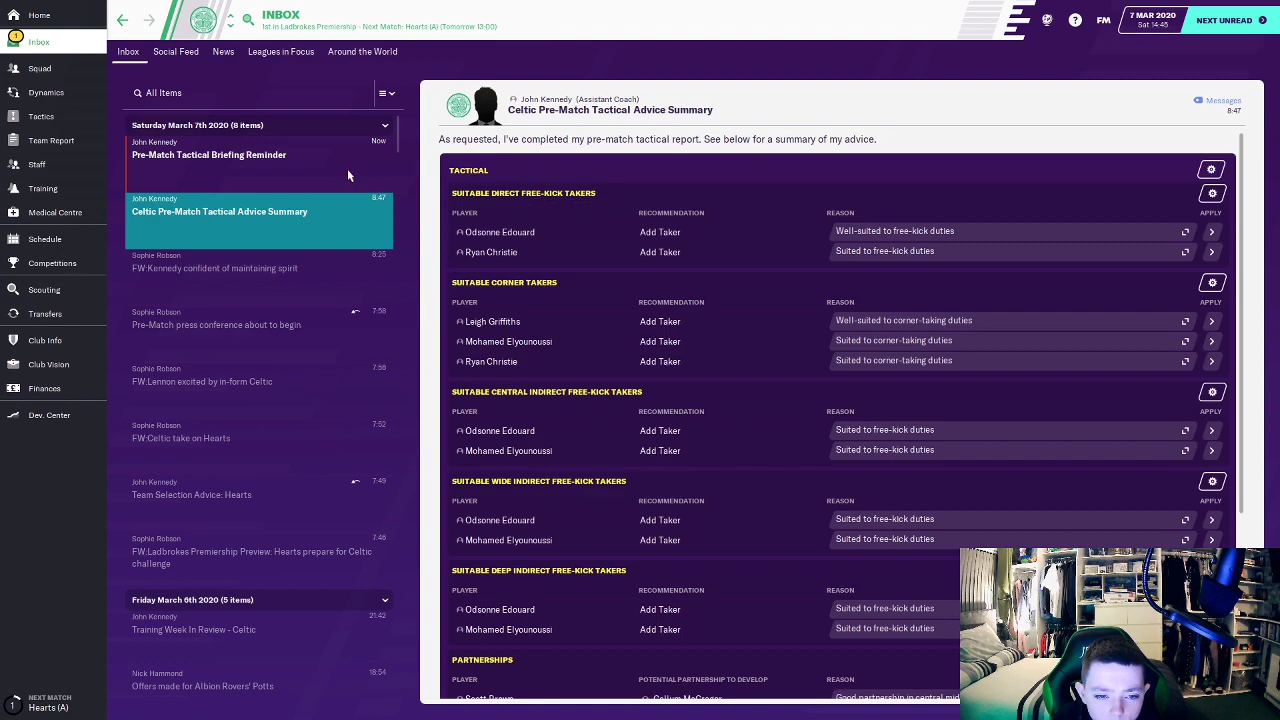 INBOX
1st in Ladbrokes Premiership - Next Match: Hearts (A) (Tomorrow 13:00)
FM
7 MAR 2020
Sat 14:45
NEXT UNREAD
1
Inbox
Squad
Dynamics
Tactics
Team Report
Staff
Training
Medical Centre
Schedule
Competitions
Scouting
Transfers
Club Info
Club Vision
Finances
Dev. Center
NEXT MATCH
Hearts (A)
Inbox Social Feed News Leagues in Focus Around the World
All Items
Saturday March 7th 2020 (8 items)
John Kennedy Now
Pre-Match Tactical Briefing Reminder
John Kennedy 8:47
Celtic Pre-Match Tactical Advice Summary
Sophie Robson 8:25
FW:Kennedy confident of maintaining spirit
Sophie Robson 7:58
Pre-Match press conference about to begin
Sophie Robson 7:56
FW:Lennon excited by in-form Celtic
Sophie Robson 7:52
FW:Celtic take on Hearts
John Kennedy 7:49
Team Selection Advice: Hearts
Sophie Robson 7:46
FW:Ladbrokes Premiership Preview: Hearts prepare for Celtic
challenge
Friday March 6th 2020 (5 items)
John Kennedy 21:42
Training Week In Review - Celtic
Nick Hammond 18:54
Offers made for Albion Rovers' Potts
John Kennedy (Assistant Coach)
Celtic Pre-Match Tactical Advice Summary
Messages
8:47
As requested, I've completed my pre-match tactical report. See below for a summary of my advice.
TACTICAL
SUITABLE DIRECT FREE-KICK TAKERS
PLAYER RECOMMENDATION REASON APPLY
Odsonne Edouard Add Taker Well-suited to free-kick duties
Ryan Christie Add Taker Suited to free-kick duties
SUITABLE CORNER TAKERS
PLAYER RECOMMENDATION REASON APPLY
Leigh Griffiths Add Taker Well-suited to corner-taking duties
Mohamed Elyounoussi Add Taker Suited to corner-taking duties
Ryan Christie Add Taker Suited to corner-taking duties
SUITABLE CENTRAL INDIRECT FREE-KICK TAKERS
PLAYER RECOMMENDATION REASON APPLY
Odsonne Edouard Add Taker Suited to free-kick duties
Mohamed Elyounoussi Add Taker Suited to free-kick duties
SUITABLE WIDE INDIRECT FREE-KICK TAKERS
PLAYER RECOMMENDATION REASON APPLY
Odsonne Edouard Add Taker Suited to free-kick duties
Mohamed Elyounoussi Add Taker Suited to free-kick duties
SUITABLE DEEP INDIRECT FREE-KICK TAKERS
PLAYER RECOMMENDATION REASON
Odsonne Edouard Add Taker Suited to free-kick duties
Mohamed Elyounoussi Add Taker Suited to free-kick duties
PARTNERSHIPS
PLAYER POTENTIAL PARTNERSHIP TO DEVELOP REASON
Scott Brown Callum McGregor Good partnership in central mid